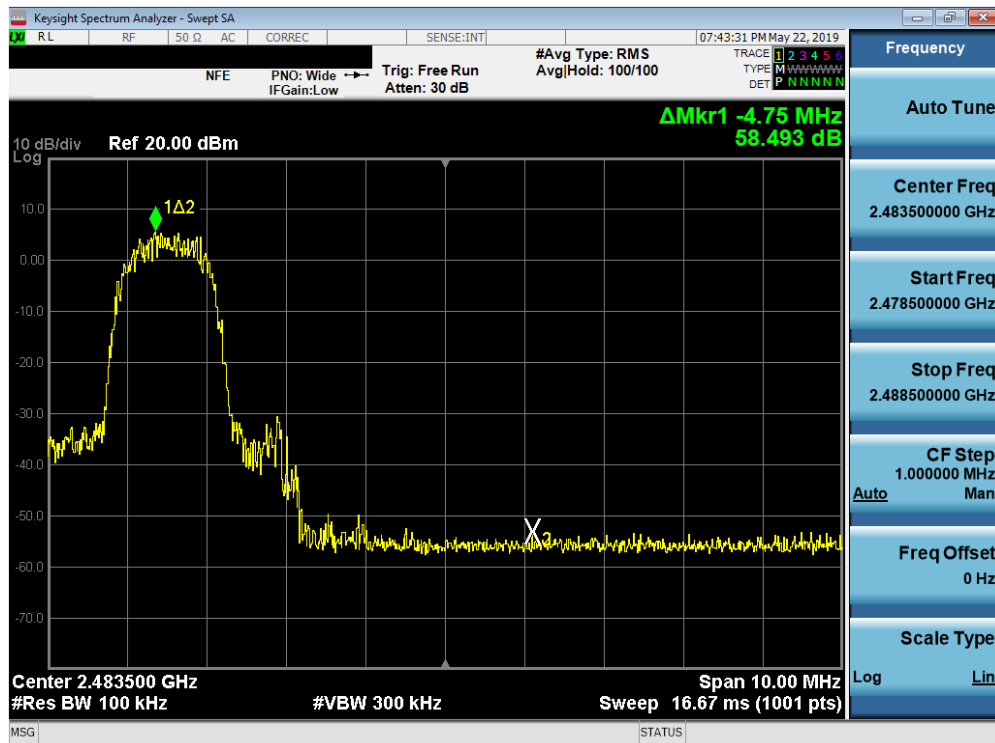 Keysight Spectrum Analyzer - Swept SA
LXI RL RF 50 Ω AC CORREC SENSE:INT 07:43:31 PM May 22, 2019
NFE PNO: Wide Trig: Free Run #Avg Type: RMS TRACE 1 2 3 4 5 6
IFGain:Low Atten: 30 dB Avg|Hold: 100/100 TYPE M WWWWW
DET P N N N N N
ΔMkr1 -4.75 MHz
58.493 dB
10 dB/div Ref 20.00 dBm
Log
1Δ2
10.0
0.00
-10.0
-20.0
-30.0
-40.0
-50.0
-60.0
-70.0
X2
Center 2.483500 GHz Span 10.00 MHz
#Res BW 100 kHz #VBW 300 kHz Sweep 16.67 ms (1001 pts)
MSG STATUS
Frequency
Auto Tune
Center Freq
2.483500000 GHz
Start Freq
2.478500000 GHz
Stop Freq
2.488500000 GHz
CF Step
1.000000 MHz
Auto Man
Freq Offset
0 Hz
Scale Type
Log Lin